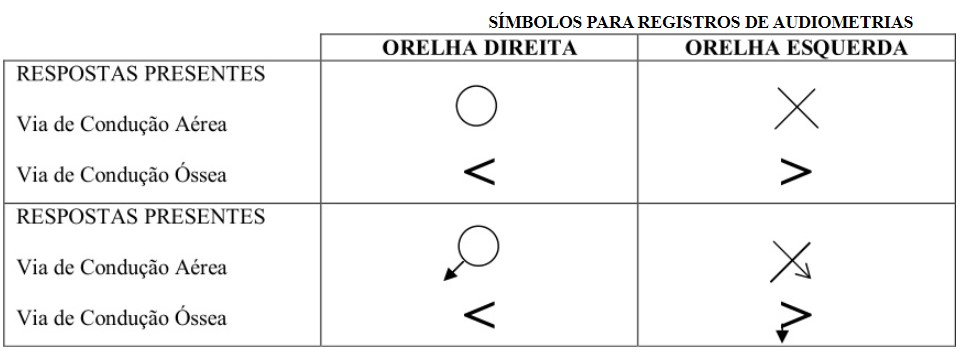 SÍMBOLOS PARA REGISTROS DE AUDIOMETRIAS
ORELHA DIREITA ORELHA ESQUERDA
RESPOSTAS PRESENTES
Via de Condução Aérea
Via de Condução Óssea < >
RESPOSTAS PRESENTES
Via de Condução Aérea
Via de Condução Óssea < >